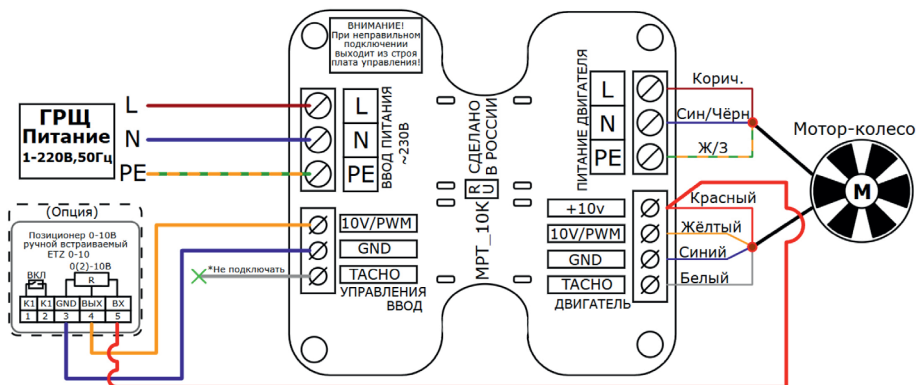 ВНИМАНИЕ!
При неправильном
подключении
выходит из строя
плата управления!
ГРЩ
Питание
1~220В,50Гц
L
N
PE
L
N
PE
ВВОД ПИТАНИЯ
~230В
(Опция)
Позиционер 0-10В
ручной встраиваемый
ETZ 0-10
0(2)-10В
ВКЛ
R
К1 К1 GND ВЫХ ВХ
1 2 3 4 5
*Не подключать
10V/PWM
GND
TACHO
УПРАВЛЕНИЯ
ВВОД
МРТ_10К
RU
СДЕЛАНО
В РОССИИ
ПИТАНИЕ ДВИГАТЕЛЯ
L
N
PE
Корич.
Син/Чёрн
Ж/З
+10v
10V/PWM
GND
TACHO
ДВИГАТЕЛЬ
Красный
Жёлтый
Синий
Белый
Мотор-колесо
М